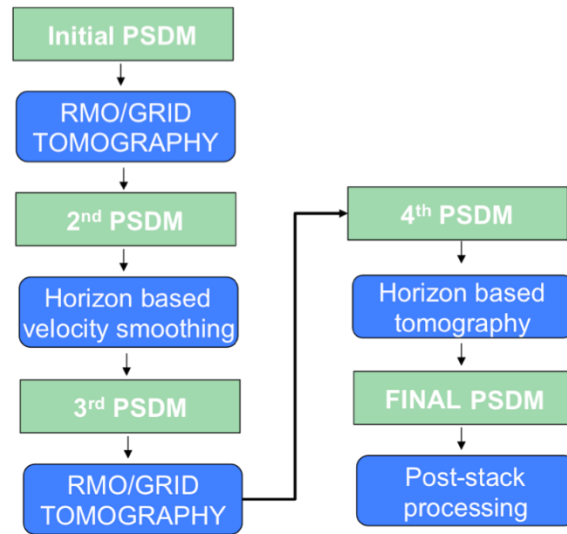 Initial PSDM
RMO/GRID
TOMOGRAPHY
2nd PSDM
Horizon based
velocity smoothing
3rd PSDM
RMO/GRID
TOMOGRAPHY
4th PSDM
Horizon based
tomography
FINAL PSDM
Post-stack
processing